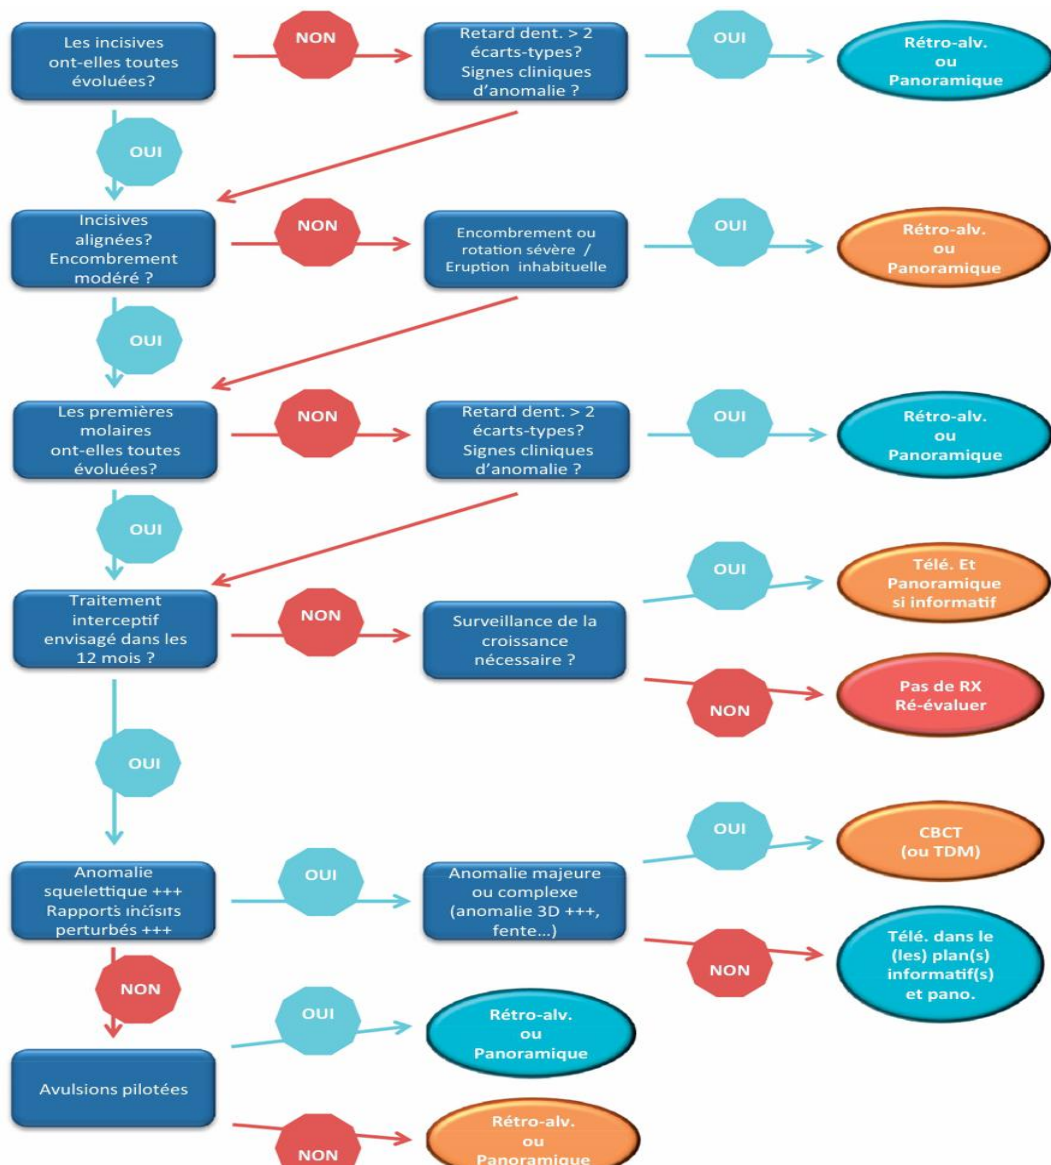 Les incisives
ont-elles toutes
évoluées?
NON
Retard dent. > 2
écarts-types?
Signes cliniques
d'anomalie ?
OUI
Rétro-alv.
ou
Panoramique
OUI
Incisives
alignées?
Encombrement
modéré ?
NON
Encombrement ou
rotation sévère /
Eruption inhabituelle
OUI
Rétro-alv.
ou
Panoramique
OUI
Les premières
molaires
ont-elles toutes
évoluées?
NON
Retard dent. > 2
écarts-types?
Signes cliniques
d'anomalie ?
OUI
Rétro-alv.
ou
Panoramique
OUI
Traitement
interceptif
envisagé dans les
12 mois ?
NON
Surveillance de la
croissance
nécessaire ?
OUI
Télé. Et
Panoramique
si informatif
NON
Pas de RX
Ré-évaluer
OUI
Anomalie
squelettique +++
Rapports incisifs
perturbés +++
OUI
Anomalie majeure
ou complexe
(anomalie 3D +++,
fente...)
OUI
CBCT
(ou TDM)
NON
Télé. dans le
(les) plan(s)
informatif(s)
et pano.
NON
Avulsions pilotées
OUI
Rétro-alv.
ou
Panoramique
NON
Rétro-alv.
ou
Panoramique